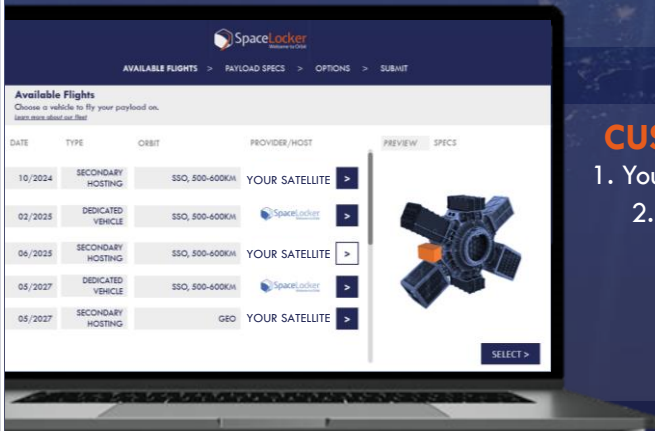 SpaceLocker
Welcome to Orbit
AVAILABLE FLIGHTS > PAYLOAD SPECS > OPTIONS > SUBMIT
Available Flights
Choose a vehicle to fly your payload on.
Learn more about our fleet
DATE TYPE ORBIT PROVIDER/HOST PREVIEW SPECS
10/2024 SECONDARY HOSTING SSO, 500-600KM YOUR SATELLITE >
02/2025 DEDICATED VEHICLE SSO, 500-600KM SpaceLocker >
06/2025 SECONDARY HOSTING SSO, 500-600KM YOUR SATELLITE >
05/2027 DEDICATED VEHICLE SSO, 500-600KM SpaceLocker >
05/2027 SECONDARY HOSTING GEO YOUR SATELLITE >
SELECT >
CUS
1. You
2.